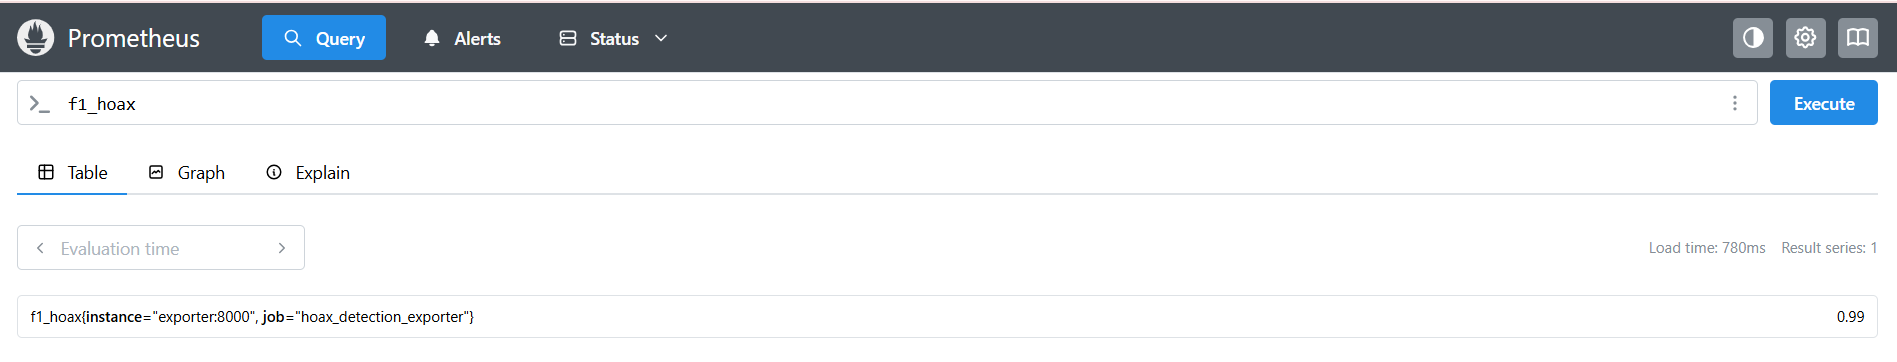 Prometheus Query Alerts Status
f1_hoax Execute
Table Graph Explain
Evaluation time Load time: 780ms Result series: 1
f1_hoax{instance="exporter:8000", job="hoax_detection_exporter"} 0.99